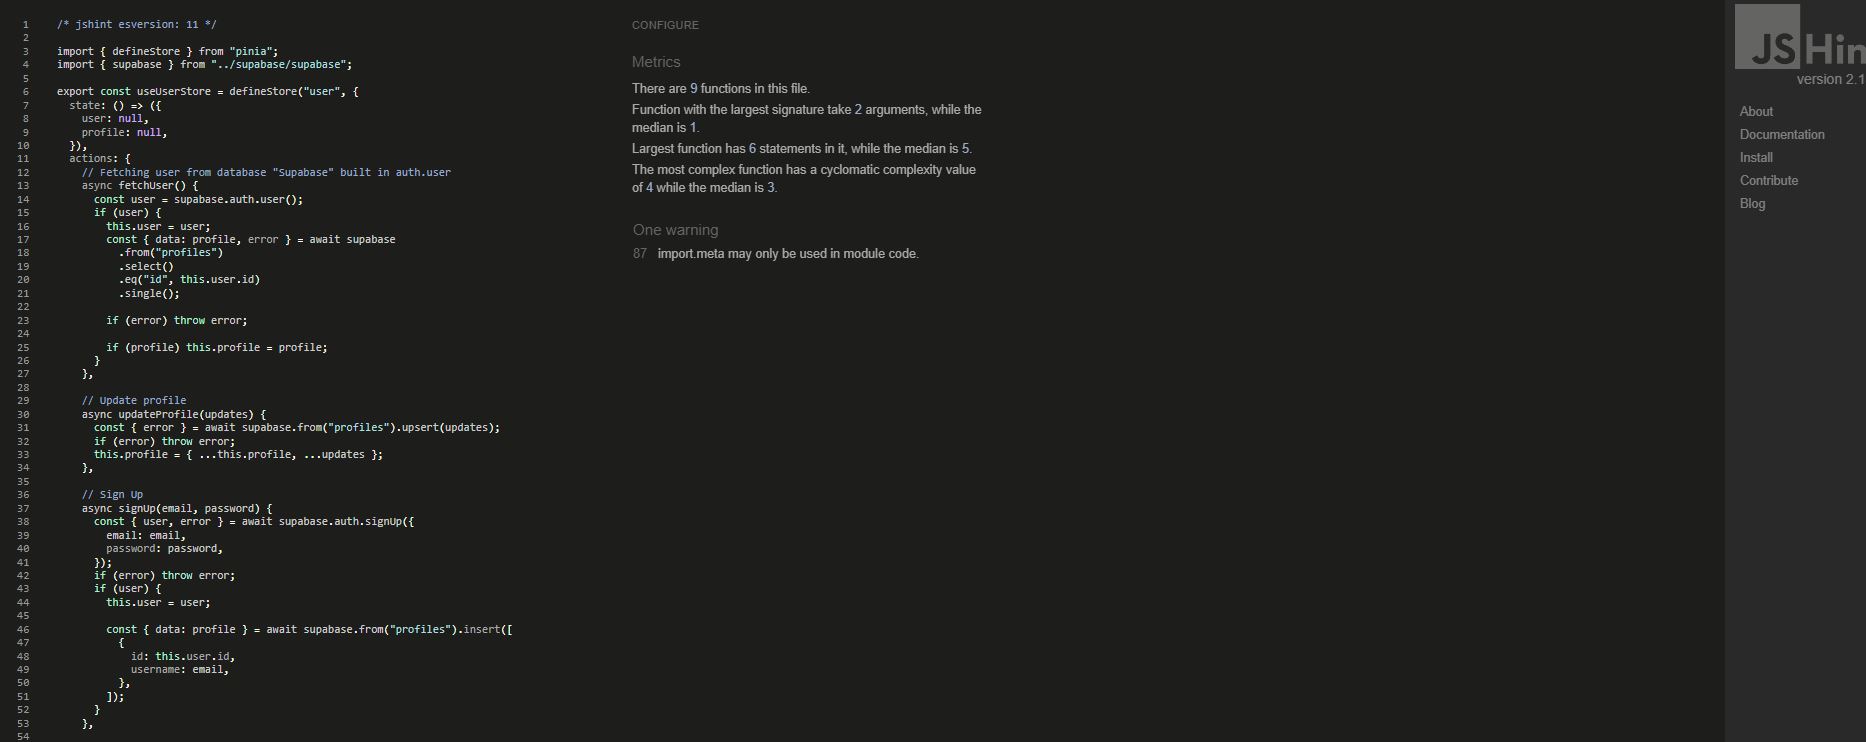 1 /* jshint esversion: 11 */
2
3 import { defineStore } from "pinia";
4 import { supabase } from "../supabase/supabase";
5
6 export const useUserStore = defineStore("user", {
7 state: () => ({
8 user: null,
9 profile: null,
10 }),
11 actions: {
12 // Fetching user from database "Supabase" built in auth.user
13 async fetchUser() {
14 const user = supabase.auth.user();
15 if (user) {
16 this.user = user;
17 const { data: profile, error } = await supabase
18 .from("profiles")
19 .select()
20 .eq("id", this.user.id)
21 .single();
22
23 if (error) throw error;
24
25 if (profile) this.profile = profile;
26 }
27 },
28
29 // Update profile
30 async updateProfile(updates) {
31 const { error } = await supabase.from("profiles").upsert(updates);
32 if (error) throw error;
33 this.profile = { ...this.profile, ...updates };
34 },
35
36 // Sign Up
37 async signUp(email, password) {
38 const { user, error } = await supabase.auth.signUp({
39 email: email,
40 password: password,
41 });
42 if (error) throw error;
43 if (user) {
44 this.user = user;
45
46 const { data: profile } = await supabase.from("profiles").insert([
47 {
48 id: this.user.id,
49 username: email,
50 },
51 ]);
52 }
53 },
54
CONFIGURE
Metrics
There are 9 functions in this file.
Function with the largest signature take 2 arguments, while the
median is 1.
Largest function has 6 statements in it, while the median is 5.
The most complex function has a cyclomatic complexity value
of 4 while the median is 3.
One warning
87 import.meta may only be used in module code.
JS Hin
version 2.1
About
Documentation
Install
Contribute
Blog